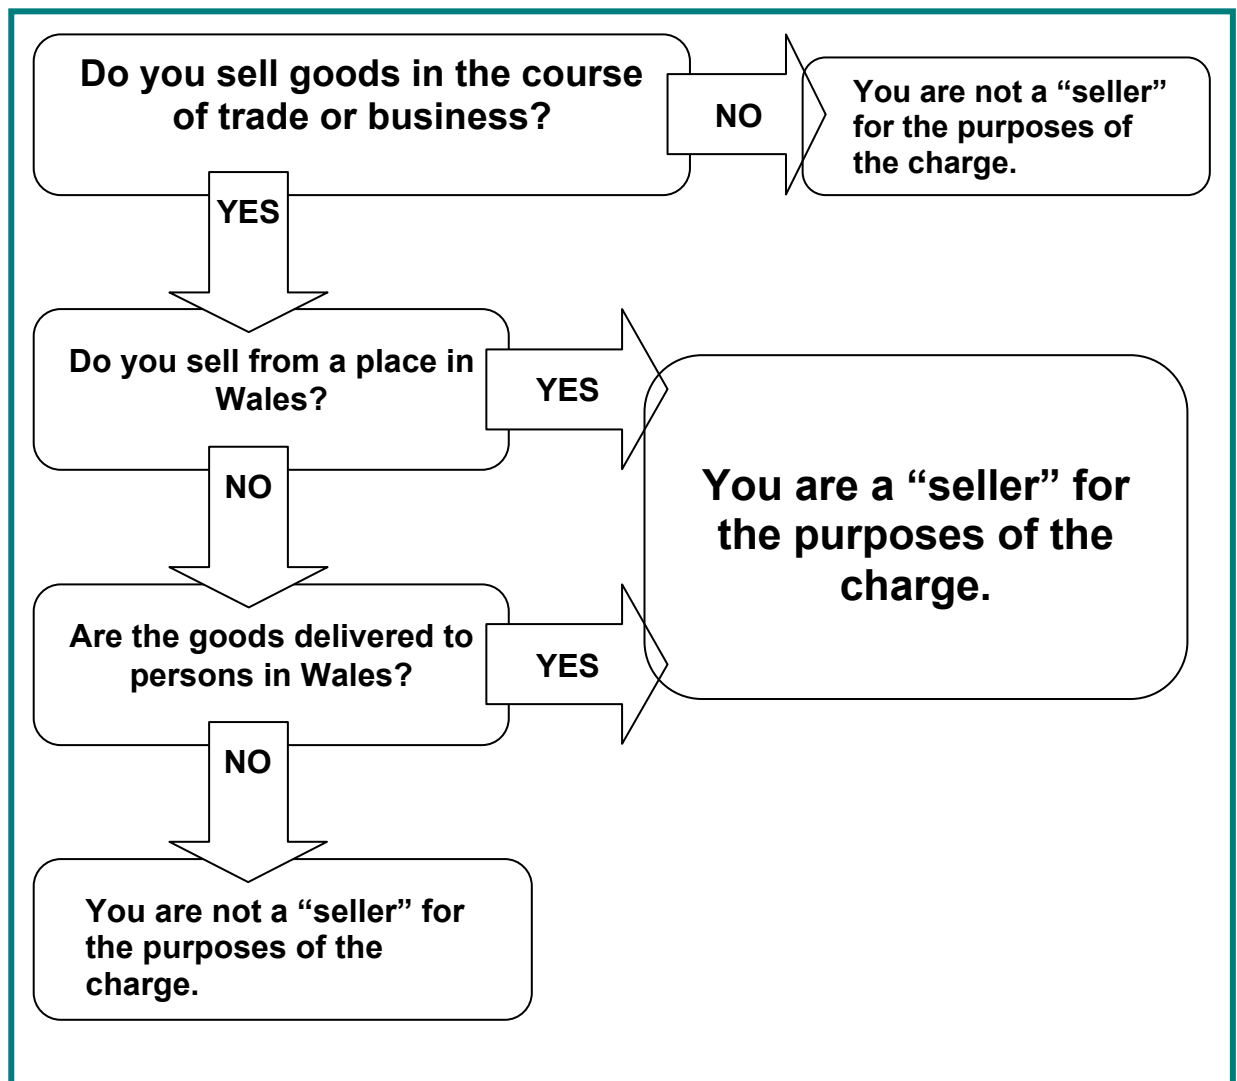 Do you sell goods in the course
of trade or business?
NO
You are not a “seller”
for the purposes of
the charge.
YES
Do you sell from a place in
Wales?
YES
You are a “seller” for
the purposes of the
charge.
NO
Are the goods delivered to
persons in Wales?
YES
NO
You are not a “seller” for
the purposes of the
charge.